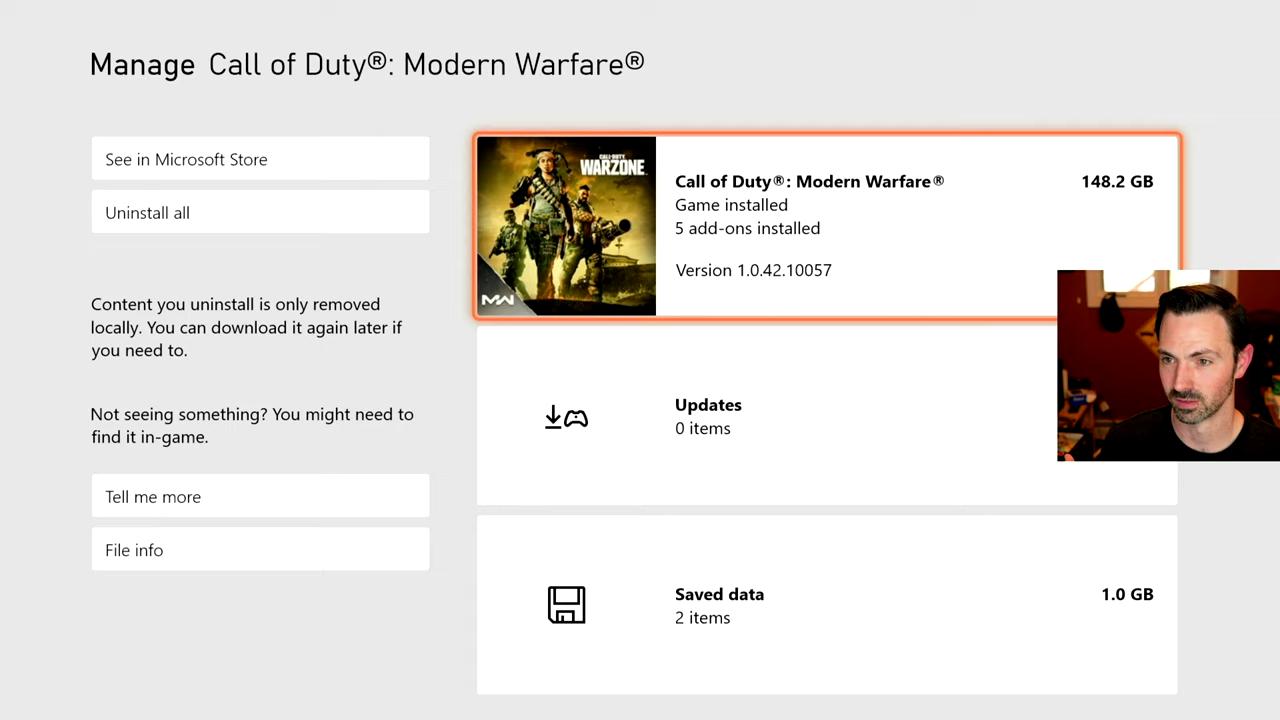 Manage Call of Duty®: Modern Warfare®
See in Microsoft Store
Uninstall all
Content you uninstall is only removed
locally. You can download it again later if
you need to.
Not seeing something? You might need to
find it in-game.
Tell me more
File info
CALL OF DUTY
WARZONE
MW
Call of Duty®: Modern Warfare® 148.2 GB
Game installed
5 add-ons installed
Version 1.0.42.10057
Updates
0 items
Saved data 1.0 GB
2 items